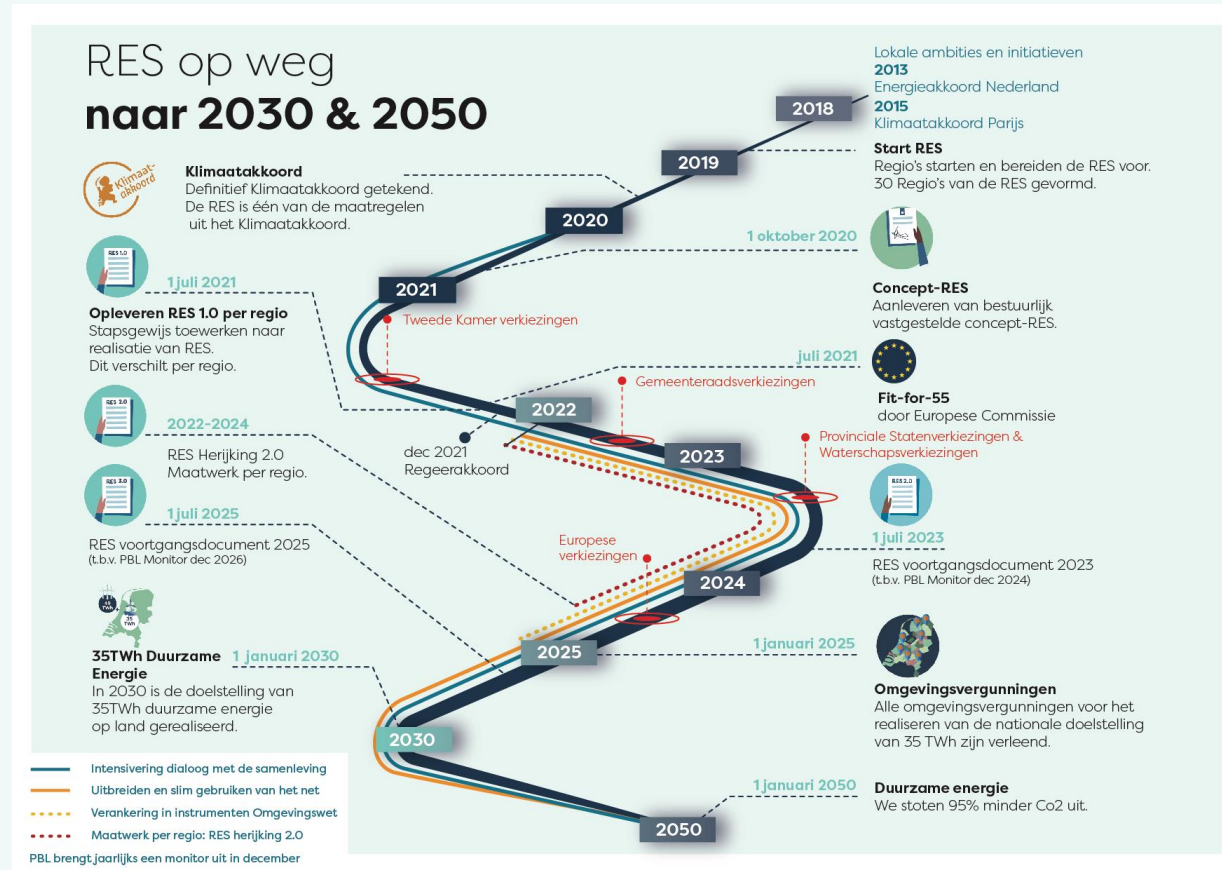 RES op weg
naar 2030 & 2050
Lokale ambities en initiatieven
2013
Energieakkoord Nederland
2015
Klimaatakkoord Parijs
2018
Start RES
Regio's starten en bereiden de RES voor.
30 Regio's van de RES gevormd.
2019
Klimaat-
akkoord
Klimaatakkoord
Definitief Klimaatakkoord getekend.
De RES is één van de maatregelen
uit het Klimaatakkoord.
2020
1 oktober 2020
Concept-RES
Aanleveren van bestuurlijk
vastgestelde concept-RES.
2021
RES 1.0
1 juli 2021
Opleveren RES 1.0 per regio
Stapsgewijs toewerken naar
realisatie van RES.
Dit verschilt per regio.
Tweede Kamer verkiezingen
juli 2021
Fit-for-55
door Europese Commissie
Gemeenteraadsverkiezingen
2022
dec 2021
Regeerakkoord
RES 2.0
2022-2024
RES Herijking 2.0
Maatwerk per regio.
2023
Provinciale Statenverkiezingen &
Waterschapsverkiezingen
RES 2.0
1 juli 2023
RES voortgangsdocument 2023
(t.b.v. PBL Monitor dec 2024)
RES 3.0
1 juli 2025
RES voortgangsdocument 2025
(t.b.v. PBL Monitor dec 2026)
Europese
verkiezingen
2024
2025
1 januari 2025
Omgevingsvergunningen
Alle omgevingsvergunningen voor het
realiseren van de nationale doelstelling
van 35 TWh zijn verleend.
35
TWh
35TWh Duurzame
Energie
1 januari 2030
In 2030 is de doelstelling van
35TWh duurzame energie
op land gerealiseerd.
2030
1 januari 2050
Duurzame energie
We stoten 95% minder Co2 uit.
2050
Intensivering dialoog met de samenleving
Uitbreiden en slim gebruiken van het net
Verankering in instrumenten Omgevingswet
Maatwerk per regio: RES herijking 2.0
PBL brengt jaarlijks een monitor uit in december